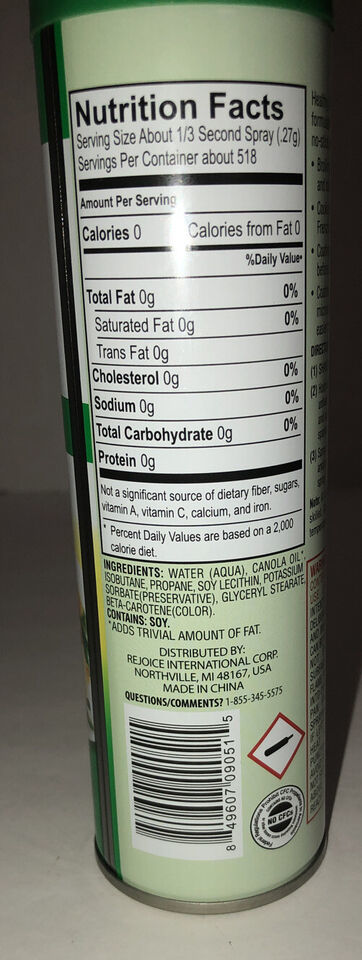 Nutrition Facts
Serving Size About 1/3 Second Spray (.27g)
Servings Per Container about 518
Amount Per Serving
Calories 0 Calories from Fat 0
%Daily Value*
Total Fat 0g 0%
Saturated Fat 0g 0%
Trans Fat 0g
Cholesterol 0g 0%
Sodium 0g 0%
Total Carbohydrate 0g 0%
Protein 0g
Not a significant source of dietary fiber, sugars,
vitamin A, vitamin C, calcium, and iron.
* Percent Daily Values are based on a 2,000
calorie diet.
INGREDIENTS: WATER (AQUA), CANOLA OIL*,
ISOBUTANE, PROPANE, SOY LECITHIN, POTASSIUM
SORBATE(PRESERVATIVE), GLYCERYL STEARATE,
BETA-CAROTENE(COLOR).
CONTAINS: SOY.
*ADDS TRIVIAL AMOUNT OF FAT.
DISTRIBUTED BY:
REJOICE INTERNATIONAL CORP.
NORTHVILLE, MI 48167, USA
MADE IN CHINA
QUESTIONS/COMMENTS? 1-855-345-5575
8 49607 09051 5
NO CFCs